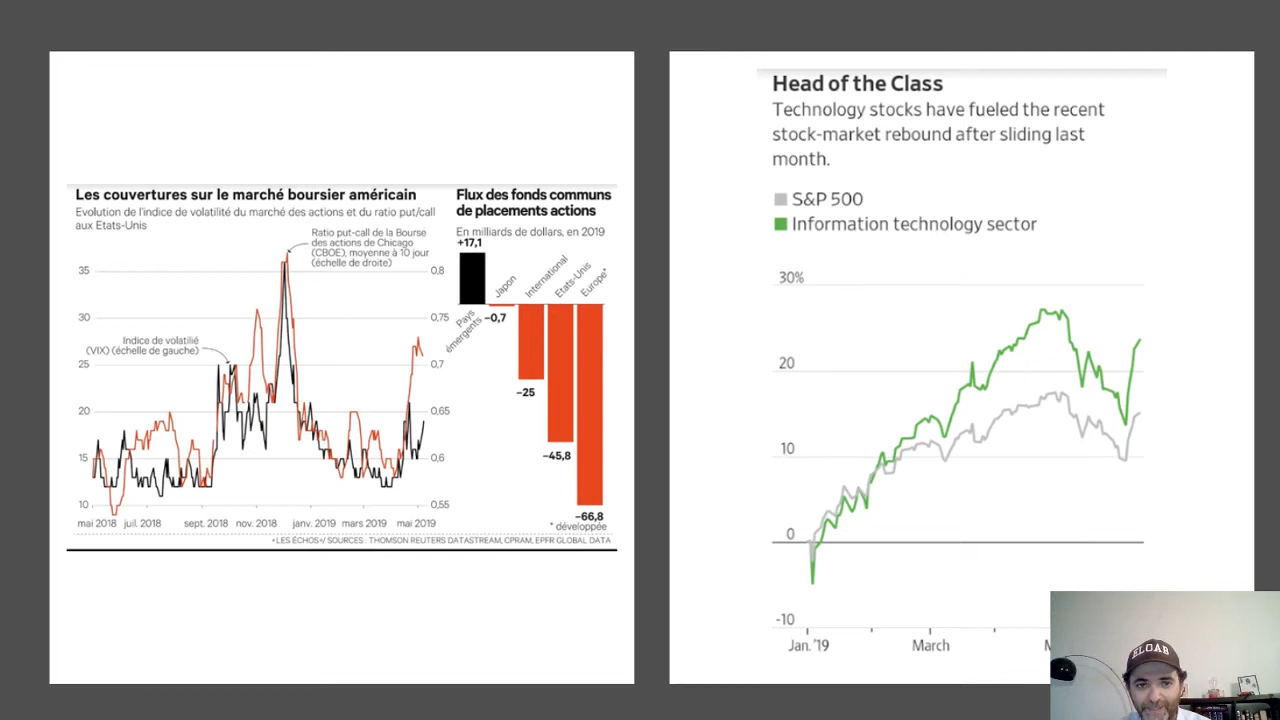 Les couvertures sur le marché boursier américain
Evolution de l'indice de volatilité du marché des actions et du ratio put/call
aux Etats-Unis
Ratio put-call de la Bourse
des actions de Chicago
(CBOE), moyenne à 10 jour
(échelle de droite)
Indice de volatilié
(VIX) (échelle de gauche)
35
30
25
20
15
10
0,8
0,75
0,7
0,65
0,6
0,55
mai 2018 juil. 2018 sept. 2018 nov. 2018 janv. 2019 mars 2019 mai 2019
Flux des fonds communs
de placements actions
En milliards de dollars, en 2019
+17,1
Pays
émergents
Japon
International
Etats-Unis
Europe*
-0,7
-25
-45,8
-66,8
* développée
«LES ÉCHOS»/ SOURCES : THOMSON REUTERS DATASTREAM, CPRAM, EPFR GLOBAL DATA
Head of the Class
Technology stocks have fueled the recent
stock-market rebound after sliding last
month.
S&P 500
Information technology sector
30%
20
10
0
-10
Jan. '19 March